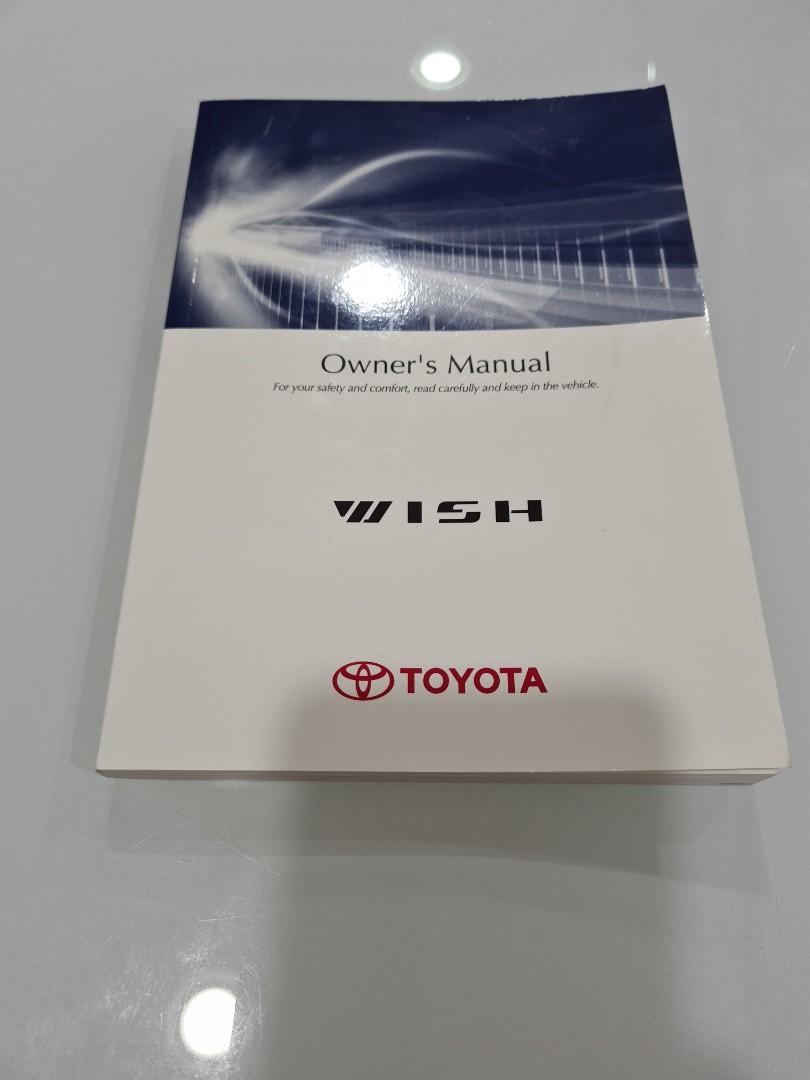 Owner's Manual
For your safety and comfort, read carefully and keep in the vehicle.
WISH
TOYOTA